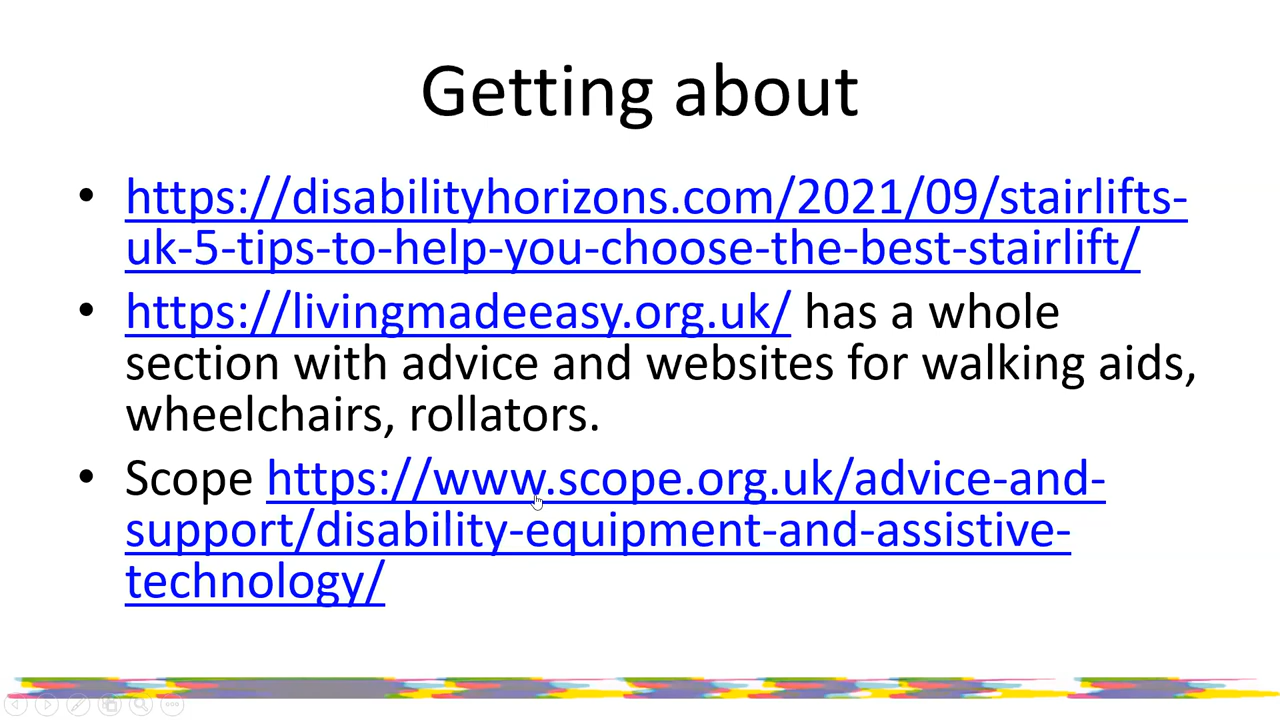 Getting about
• https://disabilityhorizons.com/2021/09/stairlifts-
uk-5-tips-to-help-you-choose-the-best-stairlift/
• https://livingmadeeasy.org.uk/ has a whole
section with advice and websites for walking aids,
wheelchairs, rollators.
• Scope https://www.scope.org.uk/advice-and-
support/disability-equipment-and-assistive-
technology/